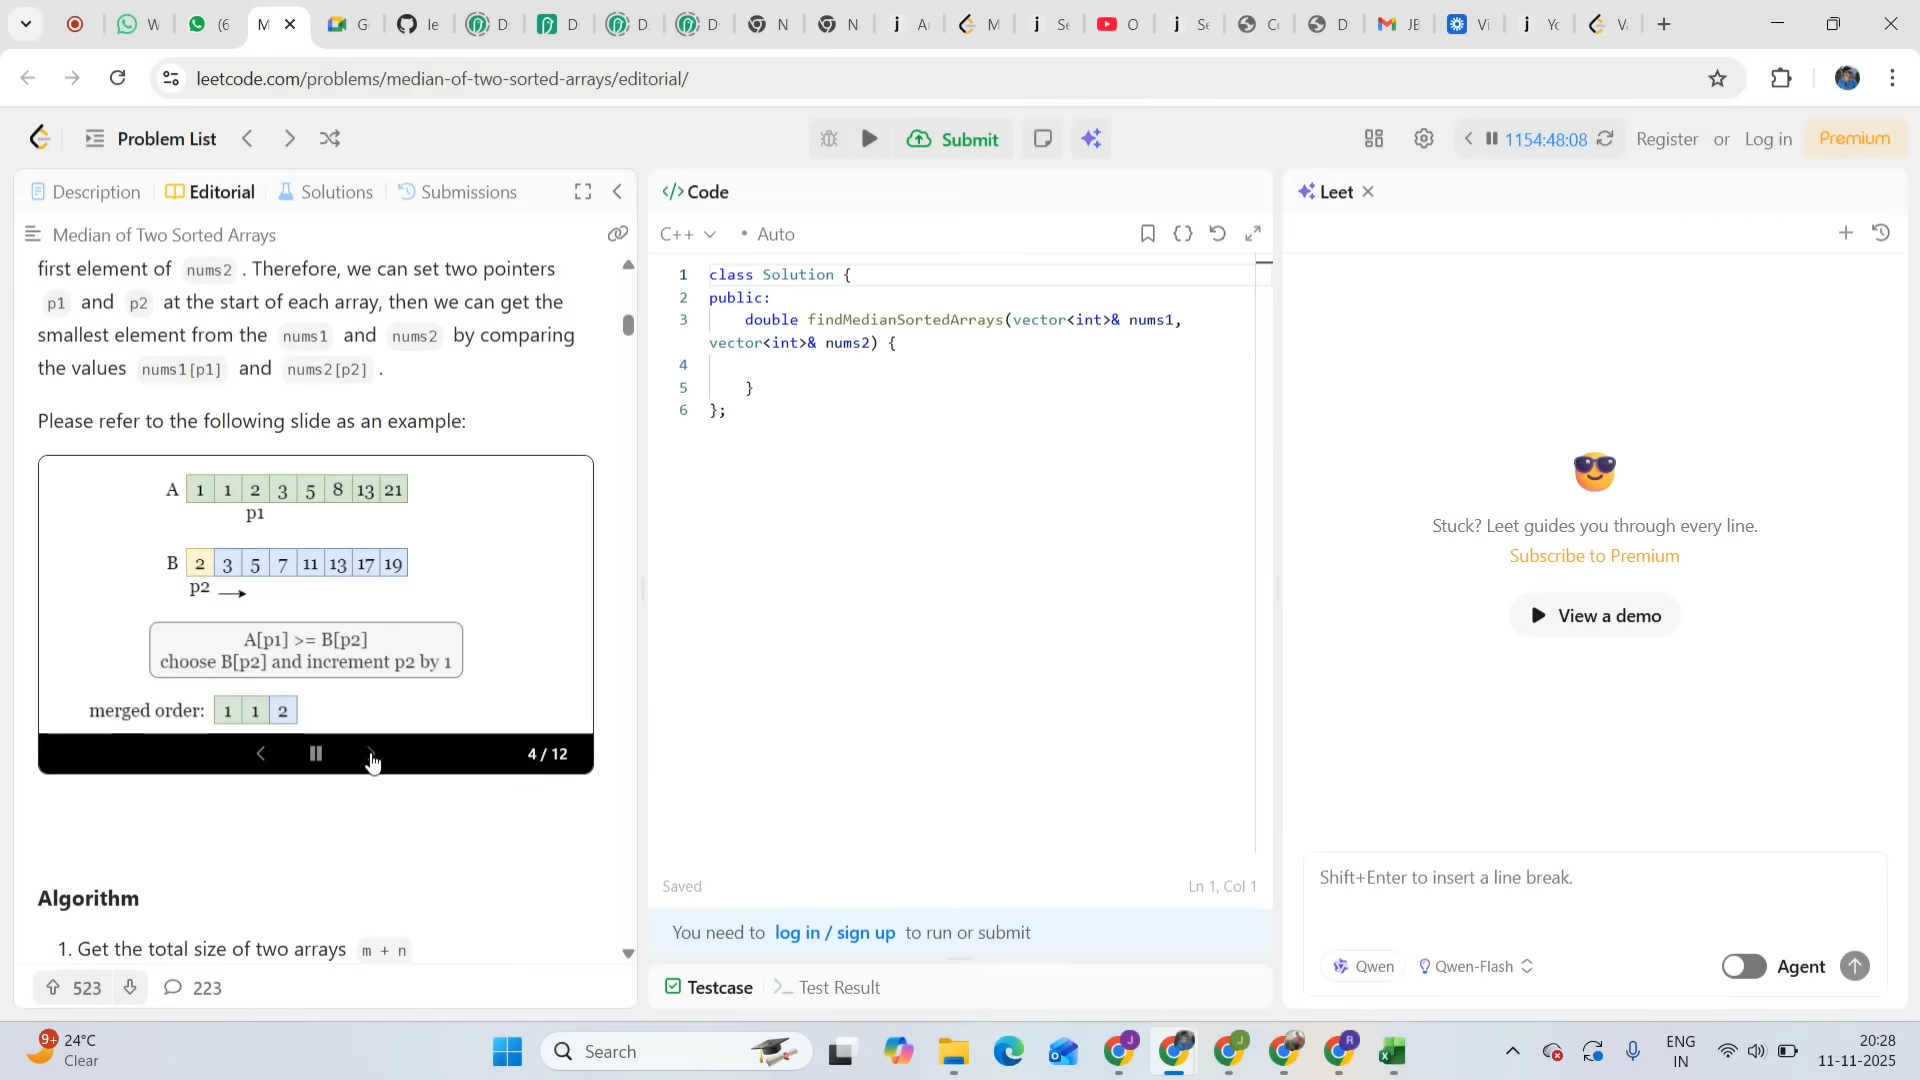 W
(6
M
G
le
D
D
D
D
N
N
j
A
M
j
Se
O
j
Se
Co
D
JE
Vi
j
Yo
V
leetcode.com/problems/median-of-two-sorted-arrays/editorial/
Problem List
Submit
1154:48:08
Register or Log in
Premium
Description
Editorial
Solutions
Submissions
Median of Two Sorted Arrays
first element of nums2 . Therefore, we can set two pointers
p1 and p2 at the start of each array, then we can get the
smallest element from the nums1 and nums2 by comparing
the values nums1[p1] and nums2[p2] .
Please refer to the following slide as an example:
A 1 1 2 3 5 8 13 21
p1
B 2 3 5 7 11 13 17 19
p2
A[p1] >= B[p2]
choose B[p2] and increment p2 by 1
merged order: 1 1 2
4 / 12
Algorithm
1. Get the total size of two arrays m + n
523
223
</> Code
C++
• Auto
1 class Solution {
2 public:
3 double findMedianSortedArrays(vector<int>& nums1,
vector<int>& nums2) {
4
5 }
6 };
Saved
Ln 1, Col 1
You need to log in / sign up to run or submit
Testcase
Test Result
Leet
Stuck? Leet guides you through every line.
Subscribe to Premium
View a demo
Shift+Enter to insert a line break.
Qwen
Qwen-Flash
Agent
9+
24°C
Clear
Search
J
J
R
ENG
IN
20:28
11-11-2025